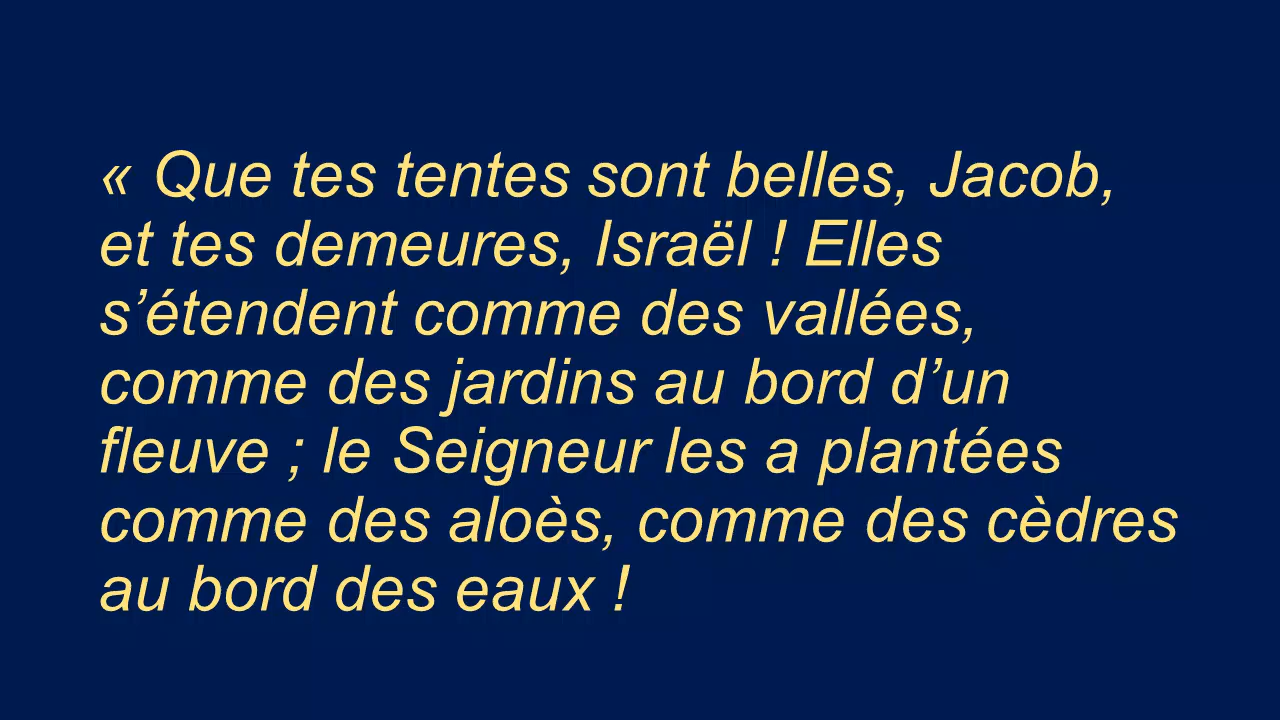 « Que tes tentes sont belles, Jacob,
et tes demeures, Israël ! Elles
s’étendent comme des vallées,
comme des jardins au bord d’un
fleuve ; le Seigneur les a plantées
comme des aloès, comme des cèdres
au bord des eaux !